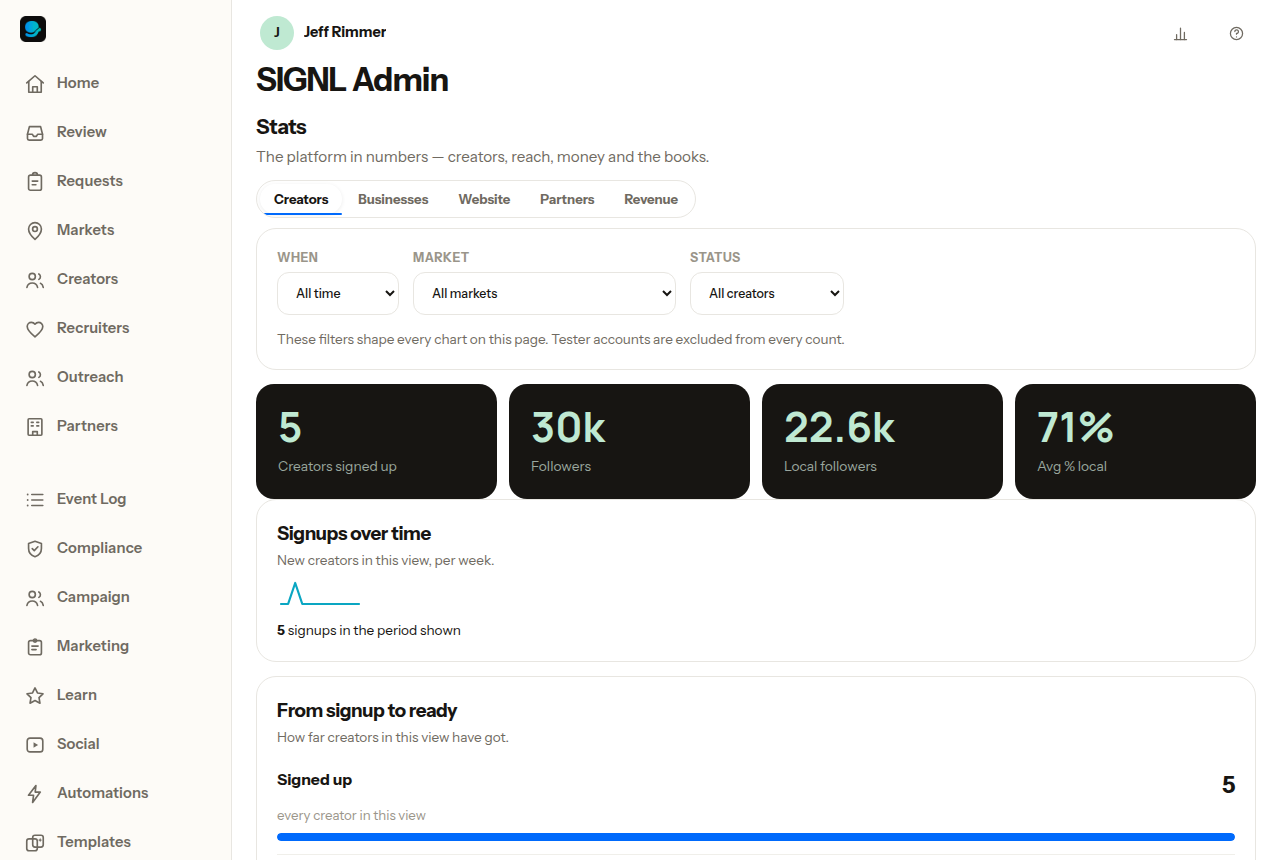 J
Jeff Rimmer
SIGNL Admin
Home
Review
Requests
Markets
Creators
Recruiters
Outreach
Partners
Event Log
Compliance
Campaign
Marketing
Learn
Social
Automations
Templates
Stats
The platform in numbers — creators, reach, money and the books.
Creators Businesses Website Partners Revenue
WHEN MARKET STATUS
All time All markets All creators
These filters shape every chart on this page. Tester accounts are excluded from every count.
5 30k 22.6k 71%
Creators signed up Followers Local followers Avg % local
Signups over time
New creators in this view, per week.
5 signups in the period shown
From signup to ready
How far creators in this view have got.
Signed up 5
every creator in this view